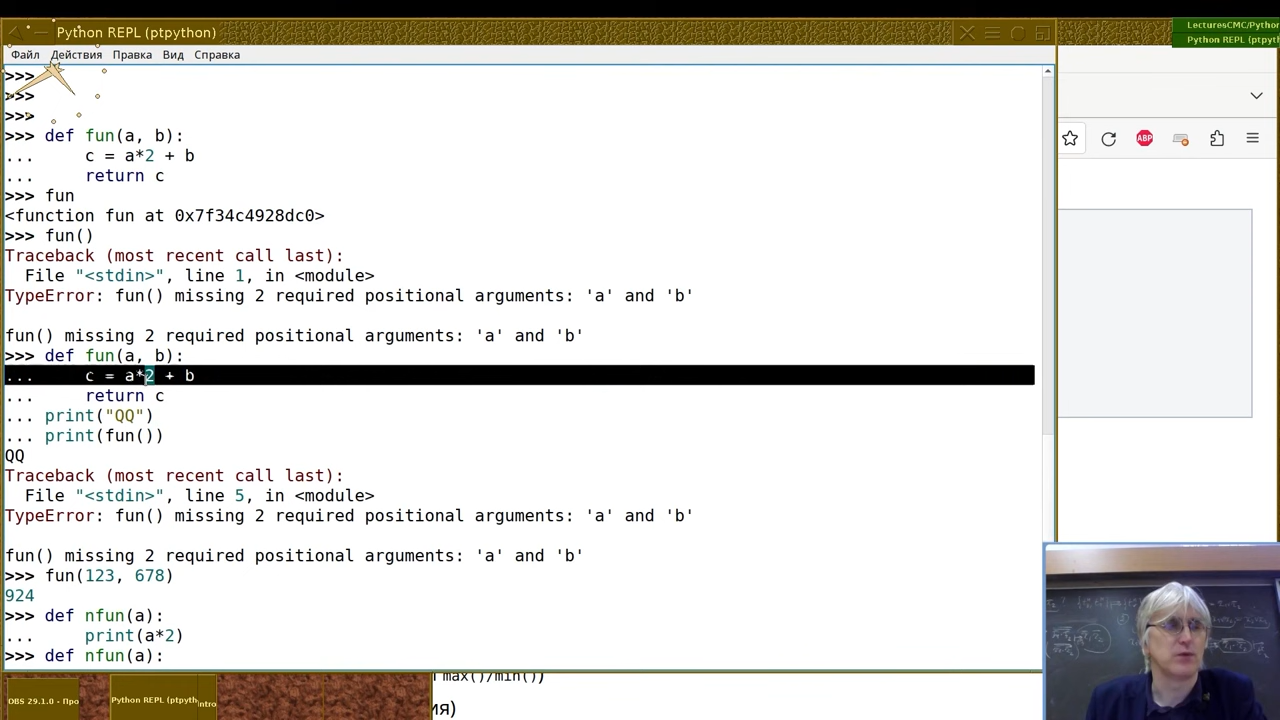 Python REPL (ptpython)
LecturesCMC/Python
Python REPL (ptpython
Файл Действия Правка Вид Справка
>>>
>>>
>>>
>>> def fun(a, b):
...     c = a*2 + b
...     return c
>>> fun
<function fun at 0x7f34c4928dc0>
>>> fun()
Traceback (most recent call last):
  File "<stdin>", line 1, in <module>
TypeError: fun() missing 2 required positional arguments: 'a' and 'b'
fun() missing 2 required positional arguments: 'a' and 'b'
>>> def fun(a, b):
...     c = a*2 + b
...     return c
... print("QQ")
... print(fun())
QQ
Traceback (most recent call last):
  File "<stdin>", line 5, in <module>
TypeError: fun() missing 2 required positional arguments: 'a' and 'b'
fun() missing 2 required positional arguments: 'a' and 'b'
>>> fun(123, 678)
924
>>> def nfun(a):
...     print(a*2)
>>> def nfun(a):
ABP
max()/min())
ия)
DBS 29.1.0 - Про
Python REPL (ptpyth
Intro